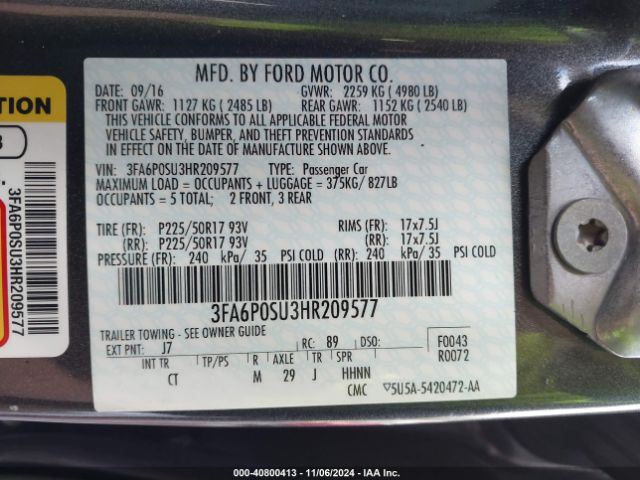 MFD. BY FORD MOTOR CO.
DATE: 09/16 GVWR: 2259 KG ( 4980 LB)
FRONT GAWR: 1127 KG ( 2485 LB) REAR GAWR: 1152 KG ( 2540 LB)
THIS VEHICLE CONFORMS TO ALL APPLICABLE FEDERAL MOTOR
VEHICLE SAFETY, BUMPER, AND THEFT PREVENTION STANDARDS
IN EFFECT ON THE DATE OF MANUFACTURE SHOWN ABOVE.
VIN: 3FA6P0SU3HR209577 TYPE: Passenger Car
MAXIMUM LOAD = OCCUPANTS + LUGGAGE = 375KG/ 827LB
OCCUPANTS = 5 TOTAL; 2 FRONT, 3 REAR
TIRE (FR): P225/50R17 93V RIMS (FR): 17x7.5J
(RR): P225/50R17 93V (RR): 17x7.5J
PRESSURE (FR): 240 kPa/ 35 PSI COLD (RR): 240 kPa/ 35 PSI COLD
3FA6P0SU3HR209577
TRAILER TOWING - SEE OWNER GUIDE
EXT PNT: J7 RC: 89 DSO: F0043
R0072
INT TR TP/PS R AXLE TR SPR
CT M 29 J HHNN
CMC ▽5U5A-5420472-AA
3FA6P0SU3HR209577
000-40800413 - 11/06/2024 - IAA Inc.